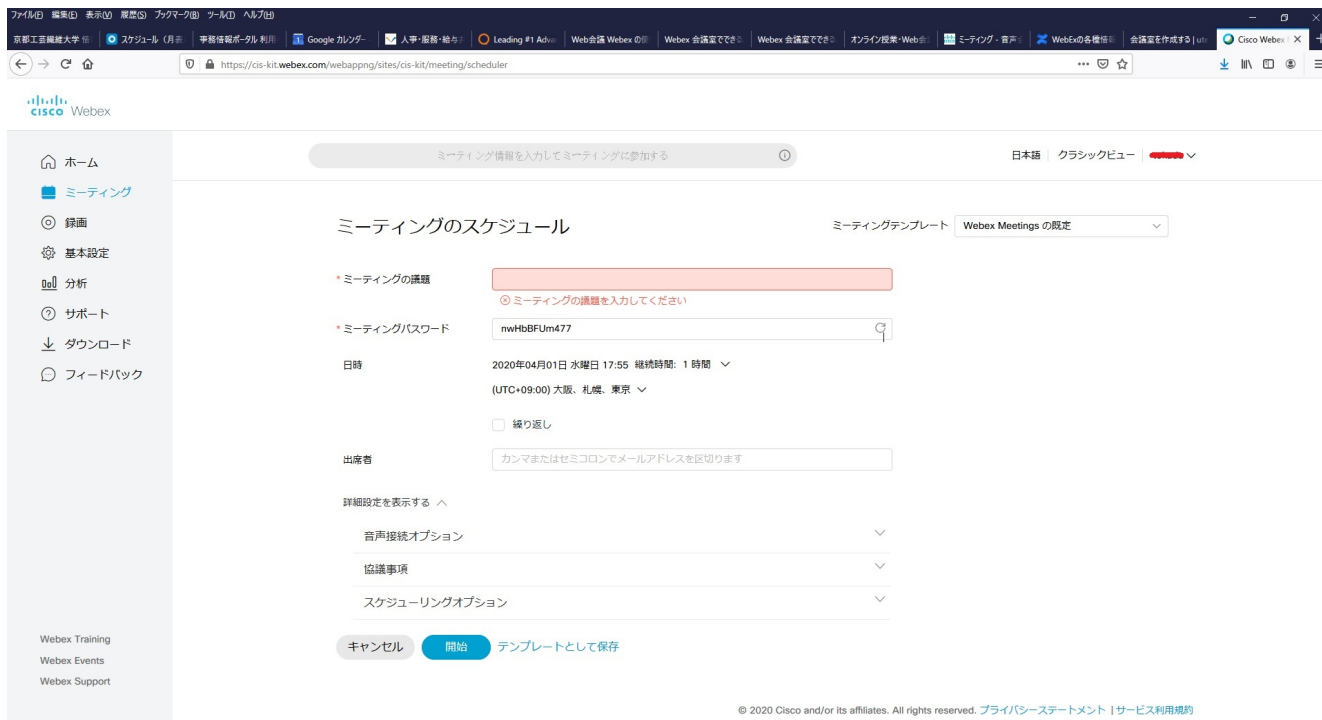 ファイル(F) 編集(E) 表示(V) 履歴(S) ブックマーク(B) ツール(T) ヘルプ(H)
京都工芸繊維大学 スケジュール (月表 事務情報ポータル 利用 Google カレンダー 人事・服務・給与 Leading #1 Adva Web会議 Webex の Webex 会議室でできる Webex 会議室でできる オンライン授業・Web会 ミーティング - 音声 WebExの各種情報 会議室を作成する | ut Cisco Webex
https://cis-kit.webex.com/webappng/sites/cis-kit/meeting/scheduler
cisco Webex
ミーティング情報を入力してミーティングに参加する
日本語 クラシックビュー
ホーム
ミーティング
録画
基本設定
分析
サポート
ダウンロード
フィードバック
ミーティングのスケジュール
ミーティングテンプレート Webex Meetings の既定
* ミーティングの議題
ミーティングの議題を入力してください
* ミーティングパスワード nwHbBFUm477
日時 2020年04月01日 水曜日 17:55 継続時間: 1 時間
(UTC+09:00) 大阪、札幌、東京
繰り返し
出席者 カンマまたはセミコロンでメールアドレスを区切ります
詳細設定を表示する
音声接続オプション
協議事項
スケジューリングオプション
キャンセル 開始 テンプレートとして保存
Webex Training
Webex Events
Webex Support
© 2020 Cisco and/or its affiliates. All rights reserved. プライバシーステートメント | サービス利用規約